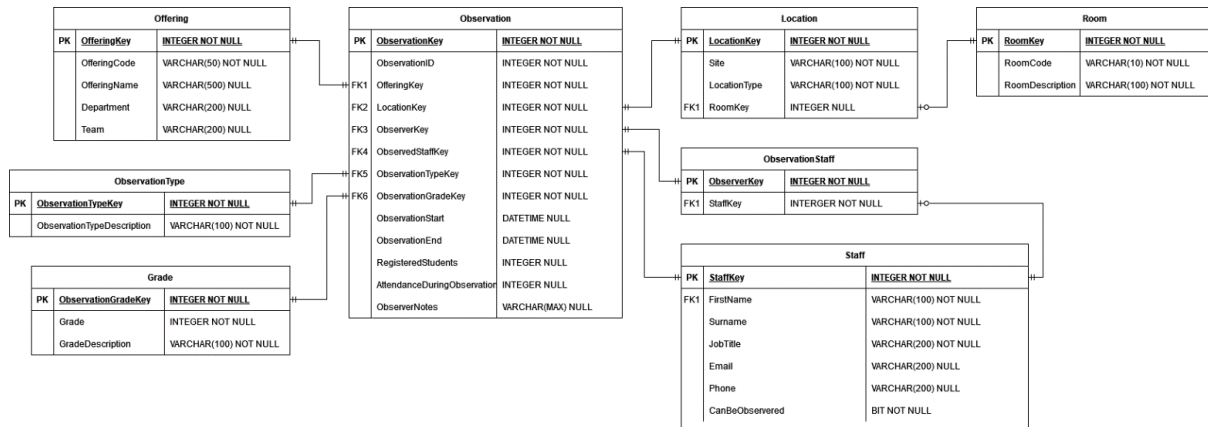 Offering
PK OfferingKey INTEGER NOT NULL
OfferingCode VARCHAR(50) NOT NULL
OfferingName VARCHAR(500) NULL
Department VARCHAR(200) NULL
Team VARCHAR(200) NULL
ObservationType
PK ObservationTypeKey INTEGER NOT NULL
ObservationTypeDescription VARCHAR(100) NOT NULL
Grade
PK ObservationGradeKey INTEGER NOT NULL
Grade INTEGER NOT NULL
GradeDescription VARCHAR(100) NOT NULL
Observation
PK ObservationKey INTEGER NOT NULL
ObservationID INTEGER NOT NULL
FK1 OfferingKey INTEGER NOT NULL
FK2 LocationKey INTEGER NOT NULL
FK3 ObserverKey INTEGER NOT NULL
FK4 ObservedStaffKey INTEGER NOT NULL
FK5 ObservationTypeKey INTEGER NOT NULL
FK6 ObservationGradeKey INTEGER NOT NULL
ObservationStart DATETIME NULL
ObservationEnd DATETIME NULL
RegisteredStudents INTEGER NULL
AttendanceDuringObservation INTEGER NULL
ObserverNotes VARCHAR(MAX) NULL
Location
PK LocationKey INTEGER NOT NULL
Site VARCHAR(100) NOT NULL
LocationType VARCHAR(100) NOT NULL
FK1 RoomKey INTEGER NULL
Room
PK RoomKey INTEGER NOT NULL
RoomCode VARCHAR(10) NOT NULL
RoomDescription VARCHAR(100) NOT NULL
ObservationStaff
PK ObserverKey INTEGER NOT NULL
FK1 StaffKey INTERGER NOT NULL
Staff
PK StaffKey INTEGER NOT NULL
FK1 FirstName VARCHAR(100) NOT NULL
Surname VARCHAR(100) NOT NULL
JobTitle VARCHAR(200) NOT NULL
Email VARCHAR(200) NULL
Phone VARCHAR(200) NULL
CanBeObservered BIT NOT NULL